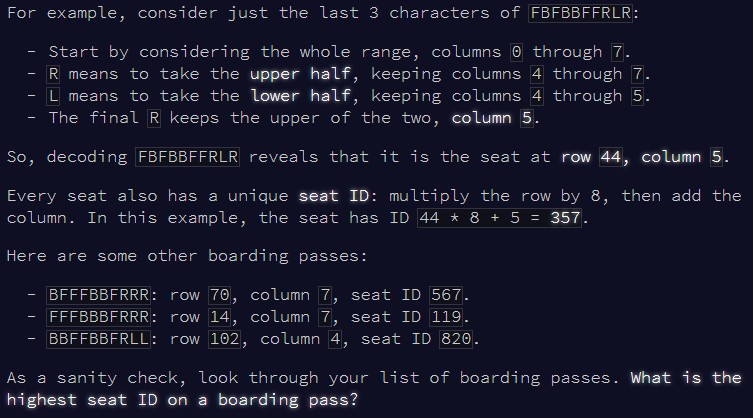 For example, consider just the last 3 characters of FBFBBFFRLR:
- Start by considering the whole range, columns 0 through 7.
- R means to take the upper half, keeping columns 4 through 7.
- L means to take the lower half, keeping columns 4 through 5.
- The final R keeps the upper of the two, column 5.
So, decoding FBFBBFFRLR reveals that it is the seat at row 44, column 5.
Every seat also has a unique seat ID: multiply the row by 8, then add the
column. In this example, the seat has ID 44 * 8 + 5 = 357.
Here are some other boarding passes:
- BFFFBBFRRR: row 70, column 7, seat ID 567.
- FFFBBBFRRR: row 14, column 7, seat ID 119.
- BBFFBBFRLL: row 102, column 4, seat ID 820.
As a sanity check, look through your list of boarding passes. What is the
highest seat ID on a boarding pass?